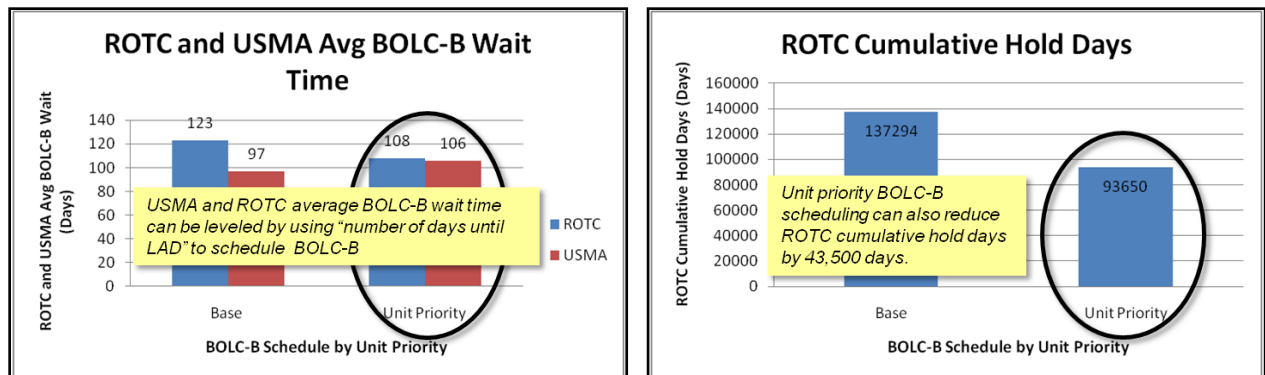 ROTC and USMA Avg BOLC-B Wait
Time
ROTC and USMA Avg BOLC-B Wait
(Days)
140
120
100
80
60
40
20
0
123
97
108
106
USMA and ROTC average BOLC-B wait time
can be leveled by using “number of days until
LAD” to schedule BOLC-B
ROTC
USMA
Base
Unit Priority
BOLC-B Schedule by Unit Priority
ROTC Cumulative Hold Days
ROTC Cumulative Hold Days (Days)
160000
140000
120000
100000
80000
60000
40000
20000
0
137294
93650
Unit priority BOLC-B
scheduling can also reduce
ROTC cumulative hold days
by 43,500 days.
Base
Unit Priority
BOLC-B Schedule by Unit Priority